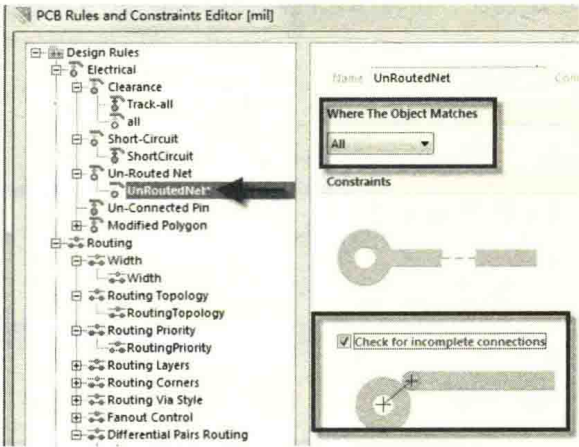 PCB Rules and Constraints Editor [mil]
Design Rules
Electrical
Clearance
Track-all
all
Short-Circuit
ShortCircuit
Un-Routed Net
UnRoutedNet*
Un-Connected Pin
Modified Polygon
Routing
Width
Width
Routing Topology
RoutingTopology
Routing Priority
RoutingPriority
Routing Layers
Routing Corners
Routing Via Style
Fanout Control
Differential Pairs Routing
Name UnRoutedNet
Where The Object Matches
All
Constraints
Check for incomplete connections